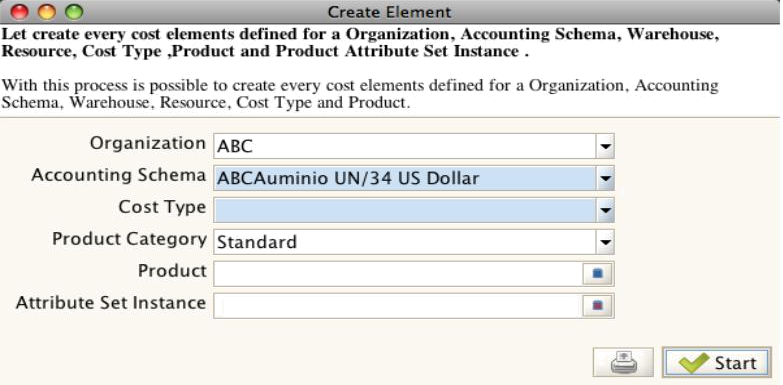 Create Element
Let create every cost elements defined for a Organization, Accounting Schema, Warehouse,
Resource, Cost Type ,Product and Product Attribute Set Instance .
With this process is possible to create every cost elements defined for a Organization, Accounting
Schema, Warehouse, Resource, Cost Type and Product.
Organization ABC
Accounting Schema ABCAuminio UN/34 US Dollar
Cost Type
Product Category Standard
Product
Attribute Set Instance
Start